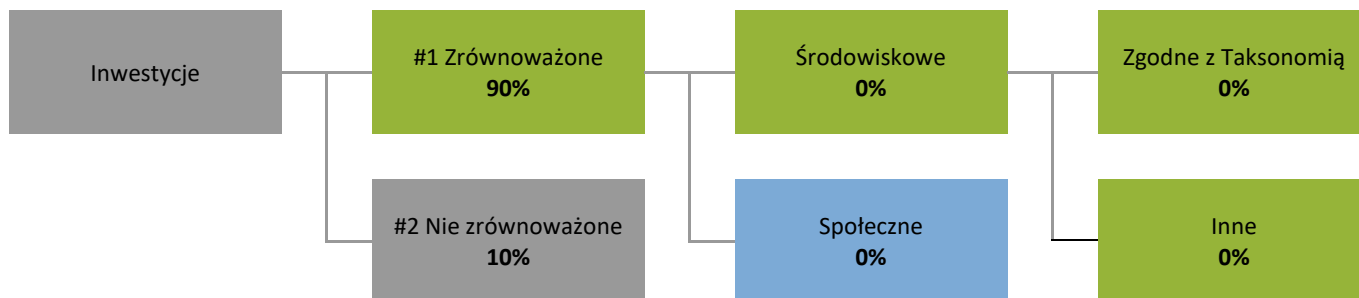 Inwestycje
#1 Zrównoważone
90%
Środowiskowe
0%
Zgodne z Taksonomią
0%
#2 Nie zrównoważone
10%
Społeczne
0%
Inne
0%